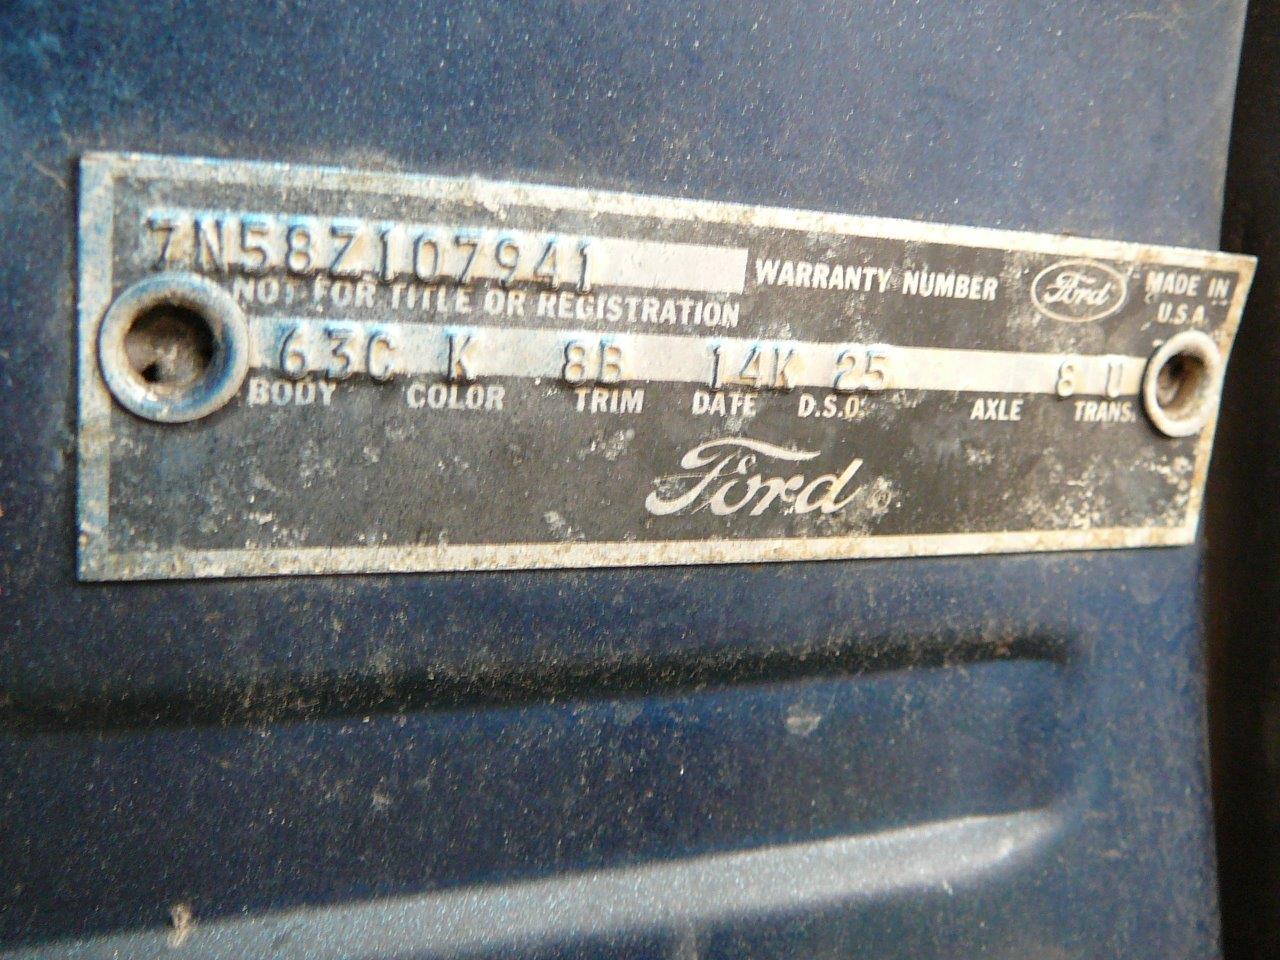 7N58Z107941 WARRANTY NUMBER Ford MADE IN U.S.A.
NOT FOR TITLE OR REGISTRATION
63C K 8B 14K 25 8 U
BODY COLOR TRIM DATE D.S.O. AXLE TRANS.
Ford ®